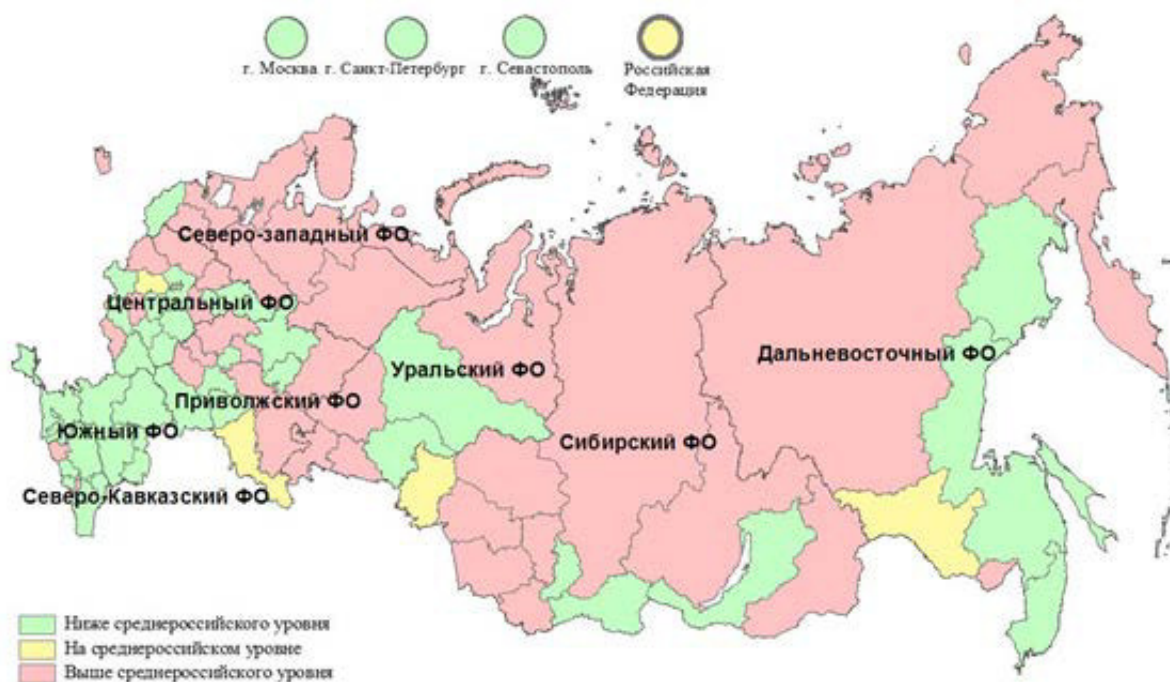 г. Москва г. Санкт-Петербург г. Севастополь Российская
Федерация
Северо-западный ФО
Центральный ФО
Дальневосточный ФО
Уральский ФО
Приволжский ФО
Южный ФО
Сибирский ФО
Северо-Кавказский ФО
Ниже среднероссийского уровня
На среднероссийском уровне
Выше среднероссийского уровня